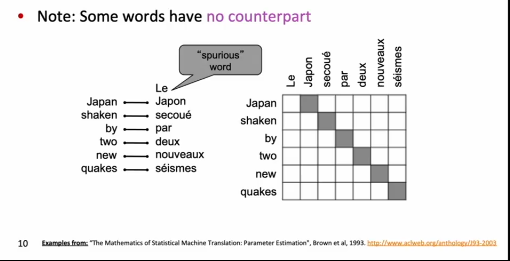 • Note: Some words have no counterpart
"spurious"
word
Le
Japan Japon
shaken secoué
by par
two deux
new nouveaux
quakes séismes
Le Japon secoué par deux nouveaux séismes
Japan
shaken
by
two
new
quakes
10 Examples from: "The Mathematics of Statistical Machine Translation: Parameter Estimation", Brown et al, 1993. http://www.aclweb.org/anthology/J93-2003